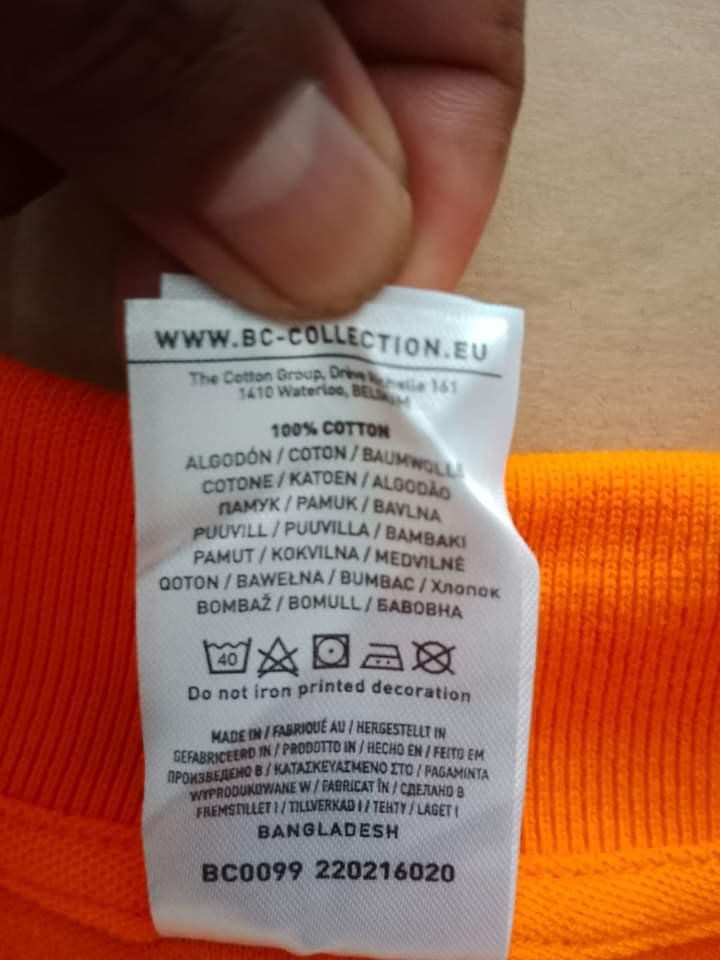 WWW.BC-COLLECTION.EU
The Cotton Group, Drève 161
1410 Waterloo, BELGIUM
100% COTTON
ALGODÓN / COTON / BAUMWOLLE
COTONE / KATOEN / ALGODÃO
ПАМУК / PAMUK / BAVLNA
PUUVILL / PUUVILLA / BAMBAKI
PAMUT / KOKVILNA / MEDVILNĖ
QOTON / BAWEŁNA / BUMBAC / Хлопок
BOMBAŽ / BOMULL / БАВОВНА
40
Do not iron printed decoration
MADE IN / FABRIQUÉ AU / HERGESTELLT IN
GEFABRICEERD IN / PRODOTTO IN / HECHO EN / FEITO EM
ПРОИЗВЕДЕНО В / ΚΑΤΑΣΚΕΥΑΣΜΕΝΟ ΣΤΟ / PAGAMINTA
WYPRODUKOWANE W / FABRICAT ÎN / СДЕЛАНО В
FREMSTILLET I / TILLVERKAD I / TEHTY / LAGET I
BANGLADESH
BC0099 220216020